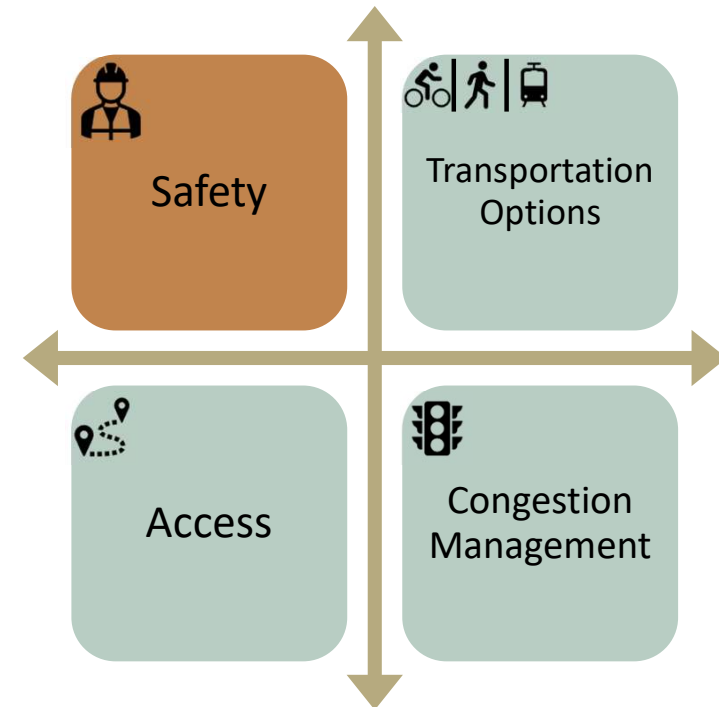 Safety
Transportation
Options
Access
Congestion
Management